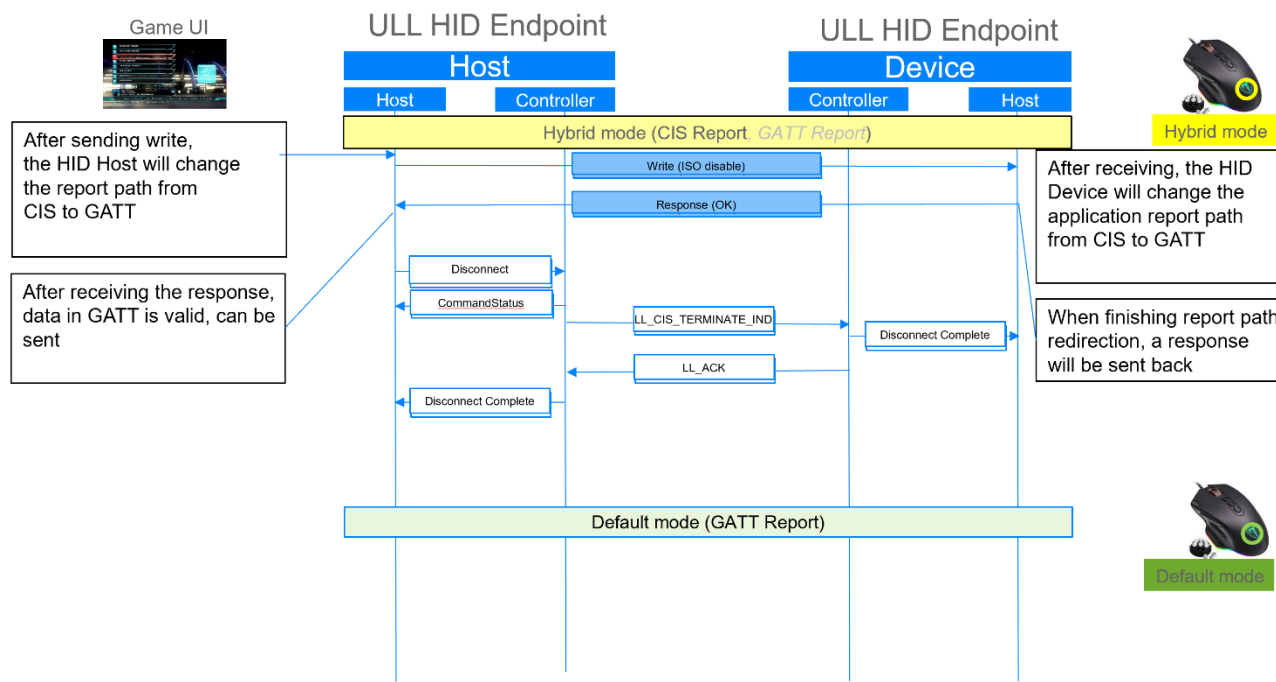 Game UI
ULL HID Endpoint
ULL HID Endpoint
Host
Device
Host
Controller
Controller
Host
Hybrid mode (CIS Report, GATT Report)
Hybrid mode
After sending write,
the HID Host will change
the report path from
CIS to GATT
Write (ISO disable)
After receiving, the HID
Device will change the
application report path
from CIS to GATT
Response (OK)
Disconnect
After receiving the response,
data in GATT is valid, can be
sent
CommandStatus
LL_CIS_TERMINATE_IND
Disconnect Complete
When finishing report path
redirection, a response
will be sent back
LL_ACK
Disconnect Complete
Default mode (GATT Report)
Default mode